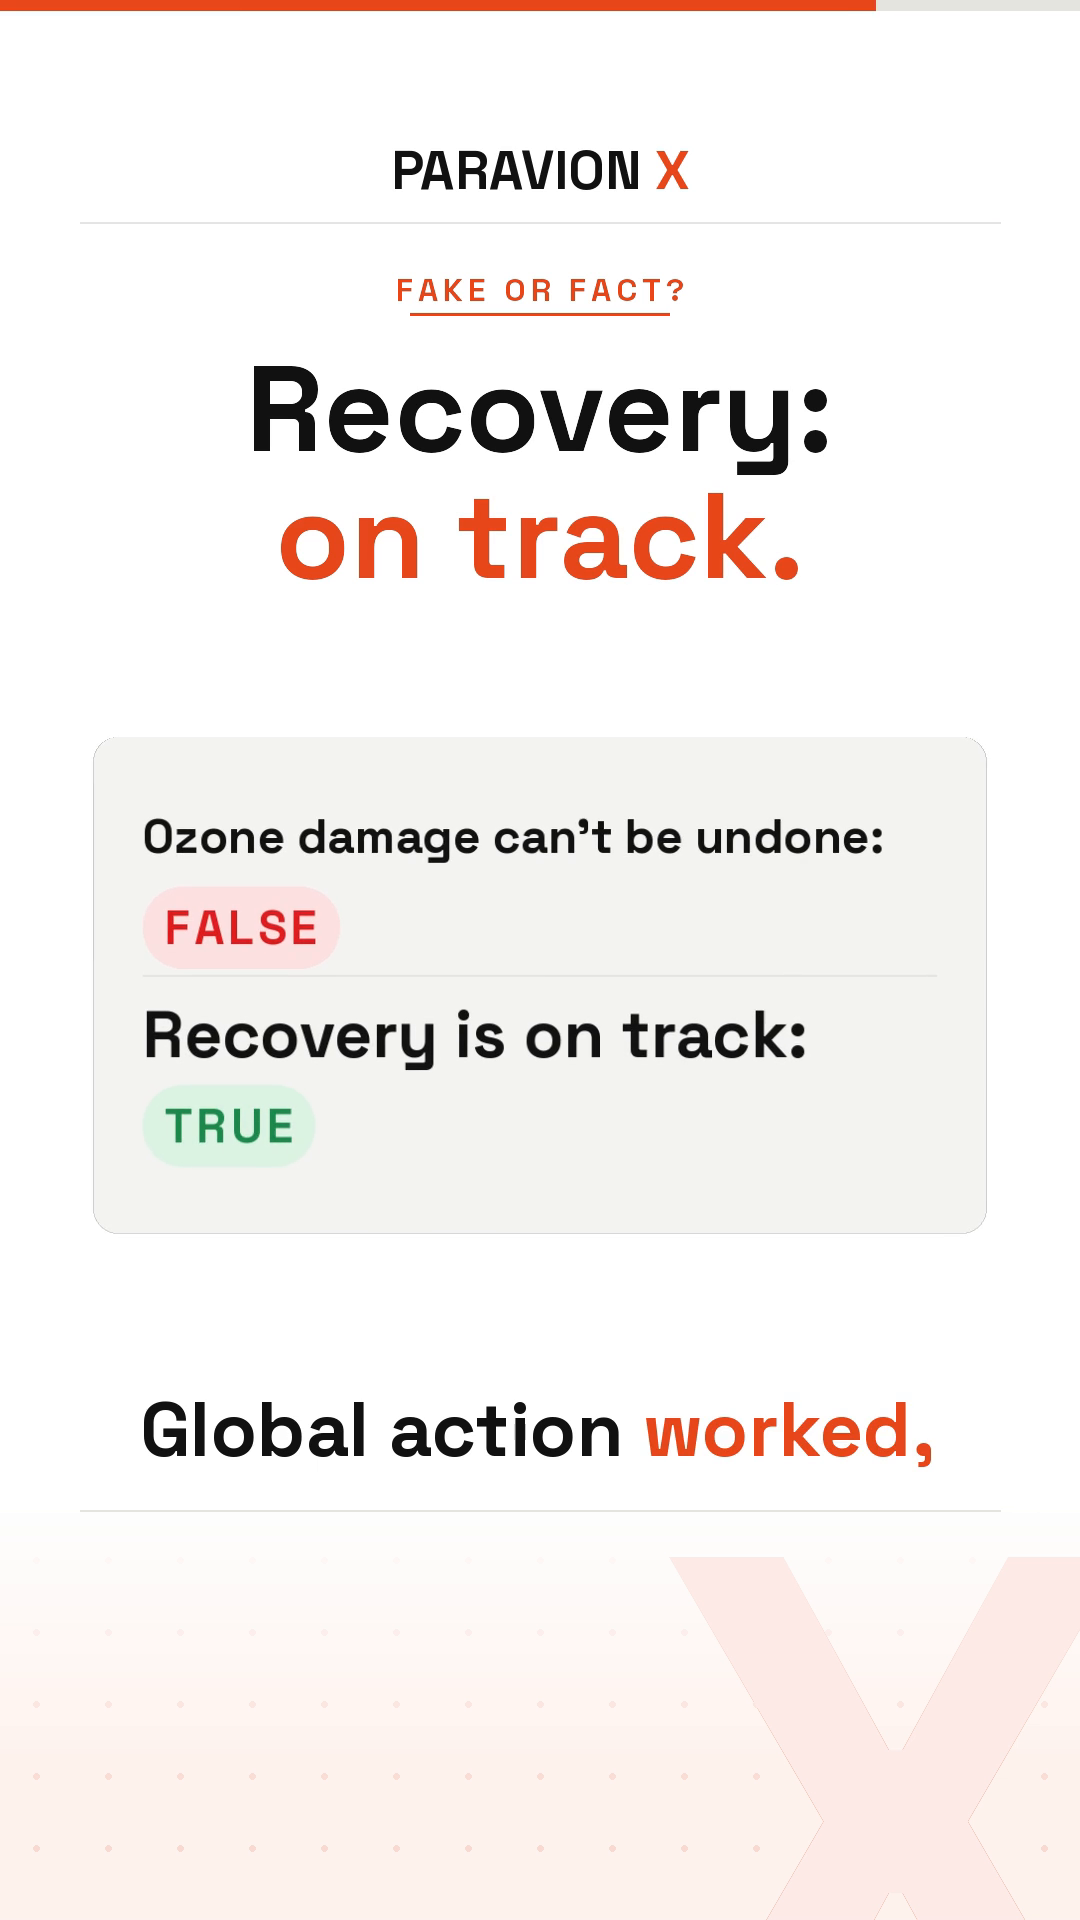 PARAVION X
FAKE OR FACT?
Recovery:
on track.
Ozone damage can’t be undone:
FALSE
Recovery is on track:
TRUE
Global action worked,
X